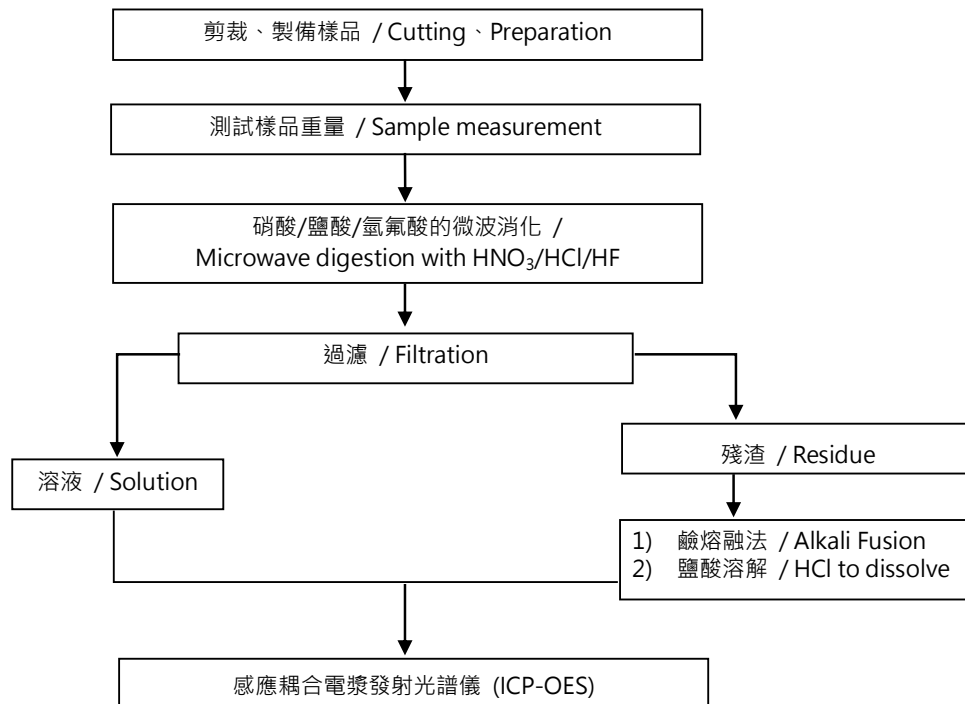 剪裁、製備樣品 / Cutting、Preparation
測試樣品重量 / Sample measurement
硝酸/鹽酸/氫氟酸的微波消化 /
Microwave digestion with HNO₃/HCl/HF
過濾 / Filtration
溶液 / Solution
殘渣 / Residue
1) 鹼熔融法 / Alkali Fusion
2) 鹽酸溶解 / HCl to dissolve
感應耦合電漿發射光譜儀 (ICP-OES)